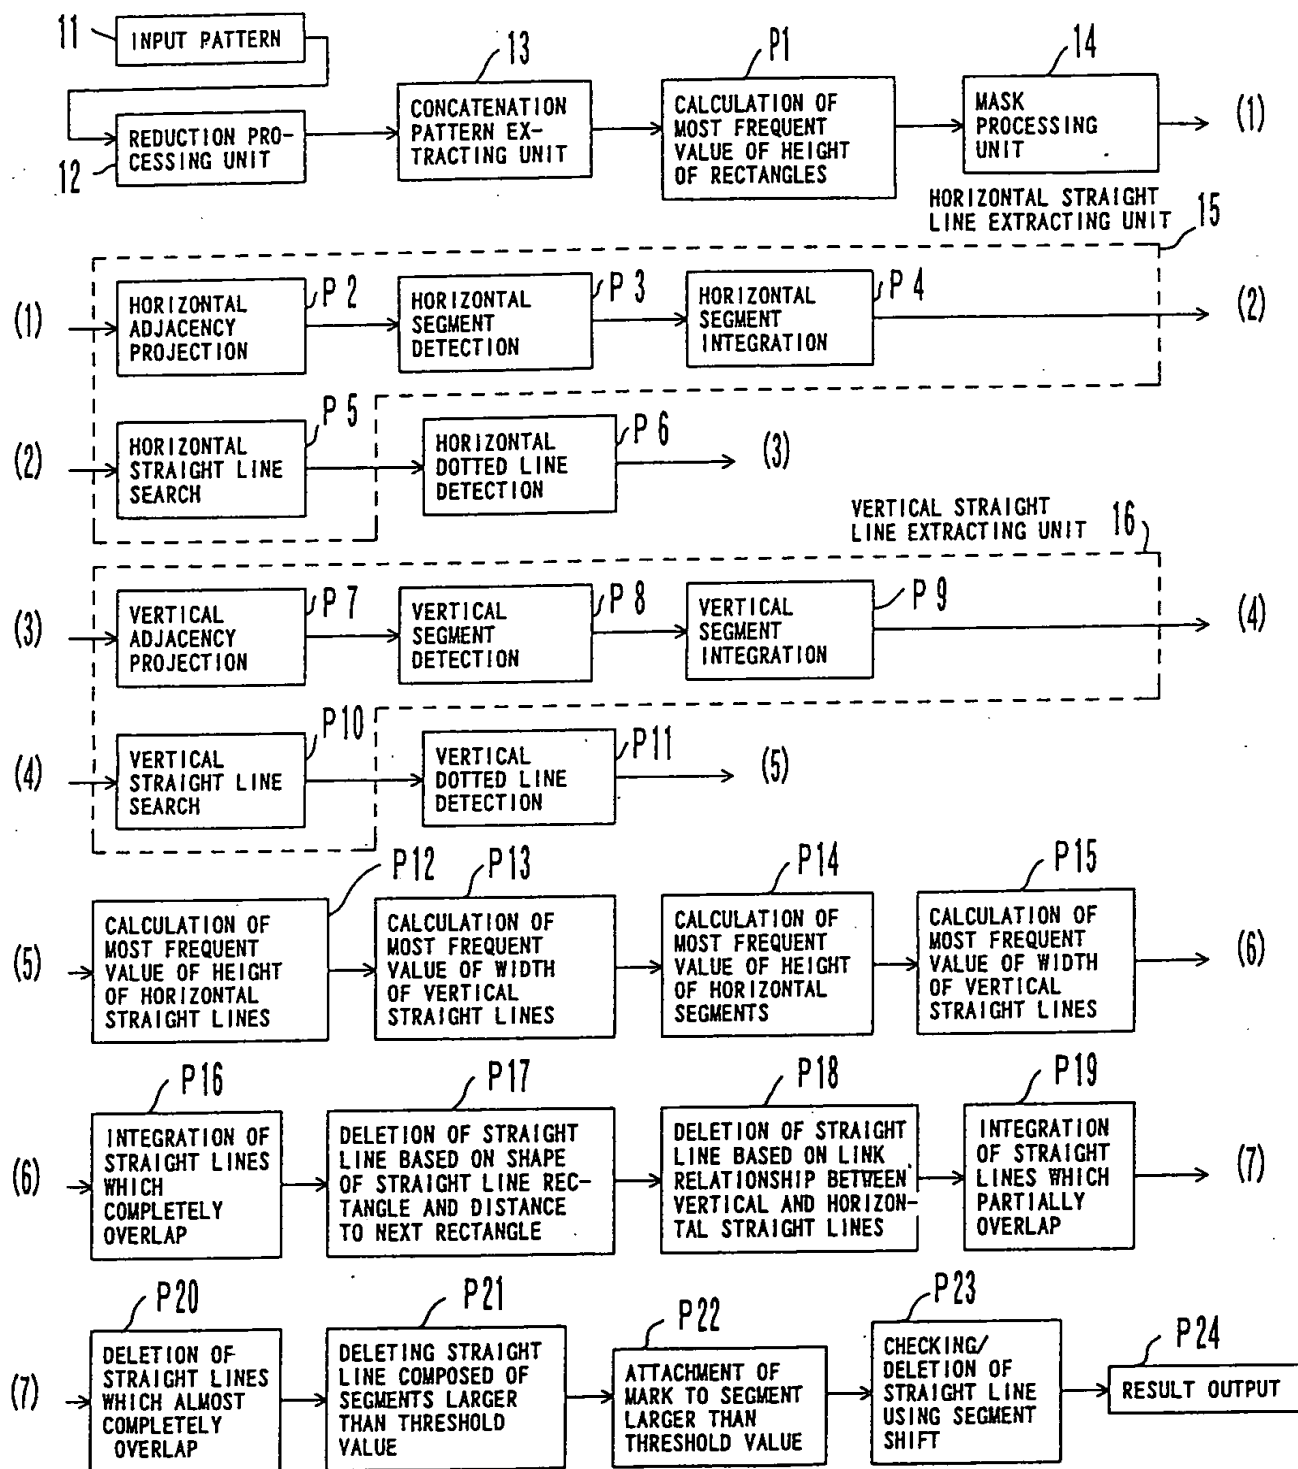 11
INPUT PATTERN
12
REDUCTION PRO-
CESSING UNIT
13
CONCATENATION
PATTERN EX-
TRACTING UNIT
P1
CALCULATION OF
MOST FREQUENT
VALUE OF HEIGHT
OF RECTANGLES
14
MASK
PROCESSING
UNIT
(1)
HORIZONTAL STRAIGHT
LINE EXTRACTING UNIT
15
(1)
HORIZONTAL
ADJACENCY
PROJECTION
P2
HORIZONTAL
SEGMENT
DETECTION
P3
HORIZONTAL
SEGMENT
INTEGRATION
P4
(2)
(2)
HORIZONTAL
STRAIGHT LINE
SEARCH
P5
HORIZONTAL
DOTTED LINE
DETECTION
P6
(3)
VERTICAL STRAIGHT
LINE EXTRACTING UNIT
16
(3)
VERTICAL
ADJACENCY
PROJECTION
P7
VERTICAL
SEGMENT
DETECTION
P8
VERTICAL
SEGMENT
INTEGRATION
P9
(4)
(4)
VERTICAL
STRAIGHT LINE
SEARCH
P10
VERTICAL
DOTTED LINE
DETECTION
P11
(5)
(5)
P12
CALCULATION OF
MOST FREQUENT
VALUE OF HEIGHT
OF HORIZONTAL
STRAIGHT LINES
P13
CALCULATION OF
MOST FREQUENT
VALUE OF WIDTH
OF VERTICAL
STRAIGHT LINES
P14
CALCULATION OF
MOST FREQUENT
VALUE OF HEIGHT
OF HORIZONTAL
SEGMENTS
P15
CALCULATION OF
MOST FREQUENT
VALUE OF WIDTH
OF VERTICAL
STRAIGHT LINES
(6)
(6)
P16
INTEGRATION OF
STRAIGHT LINES
WHICH
COMPLETELY
OVERLAP
P17
DELETION OF STRAIGHT
LINE BASED ON SHAPE
OF STRAIGHT LINE REC-
TANGLE AND DISTANCE
TO NEXT RECTANGLE
P18
DELETION OF STRAIGHT
LINE BASED ON LINK
RELATIONSHIP BETWEEN
VERTICAL AND HORIZON-
TAL STRAIGHT LINES
P19
INTEGRATION
OF STRAIGHT
LINES WHICH
PARTIALLY
OVERLAP
(7)
(7)
P20
DELETION OF
STRAIGHT LINES
WHICH ALMOST
COMPLETELY
OVERLAP
P21
DELETING STRAIGHT
LINE COMPOSED OF
SEGMENTS LARGER
THAN THRESHOLD
VALUE
P22
ATTACHMENT OF
MARK TO SEGMENT
LARGER THAN
THRESHOLD VALUE
P23
CHECKING/
DELETION OF
STRAIGHT LINE
USING SEGMENT
SHIFT
P24
RESULT OUTPUT